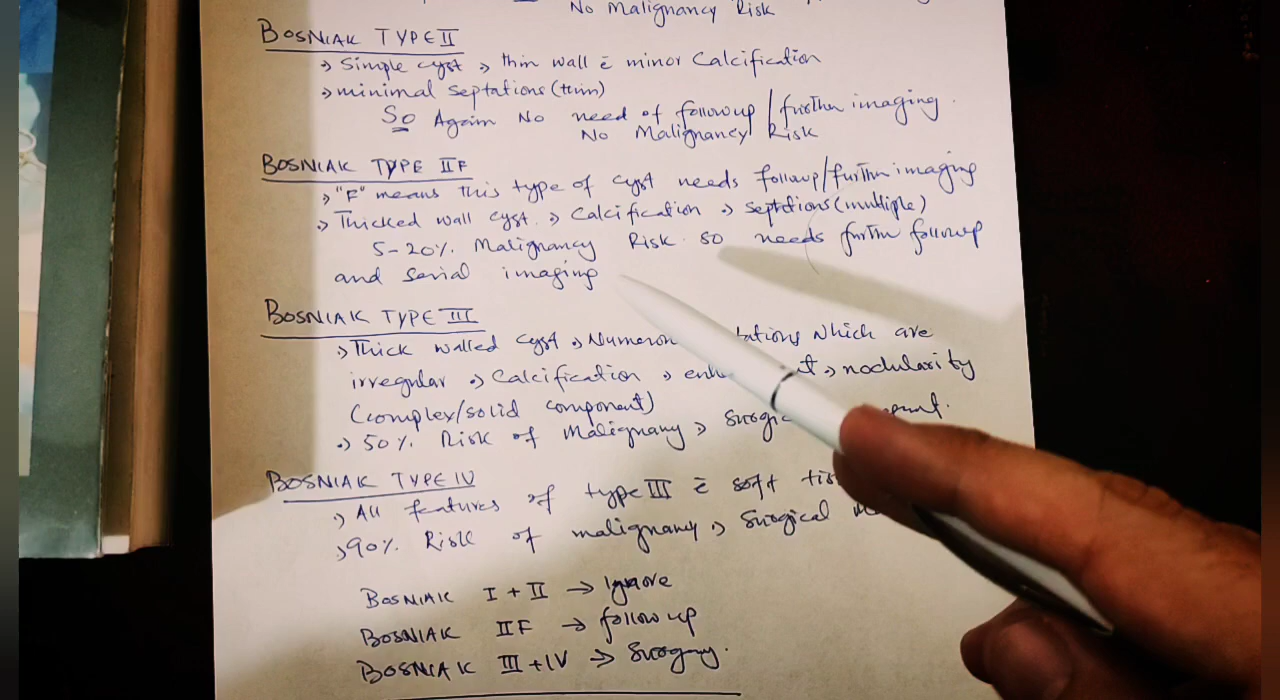 No Malignancy Risk
BOSNIAK TYPE II
→ Simple cyst → thin wall c̄ minor Calcification
→ minimal Septations (thin)
So Again No need of followup / further imaging.
No Malignancy Risk
BOSNIAK TYPE IIF
→ "F" means this type of cyst needs followup/further imaging
→ Thicked wall cyst. → Calcification → Septations (multiple)
5-20% Malignancy Risk so needs further followup
and serial imaging
BOSNIAK TYPE III
→ Thick walled cyst → Numerou tations which are
irregular → Calcification → enh t → nodularity
(complex/solid component)
→ 50% Risk of Malignany → Surgic
BOSNIAK TYPE IV
→ All features of type III c̄ soft tis
→ 90% Risk of malignany → Surgical
BOSNIAK I + II → Ignore
BOSNIAK IIF → follow up
BOSNIAK III + IV → Surgery.